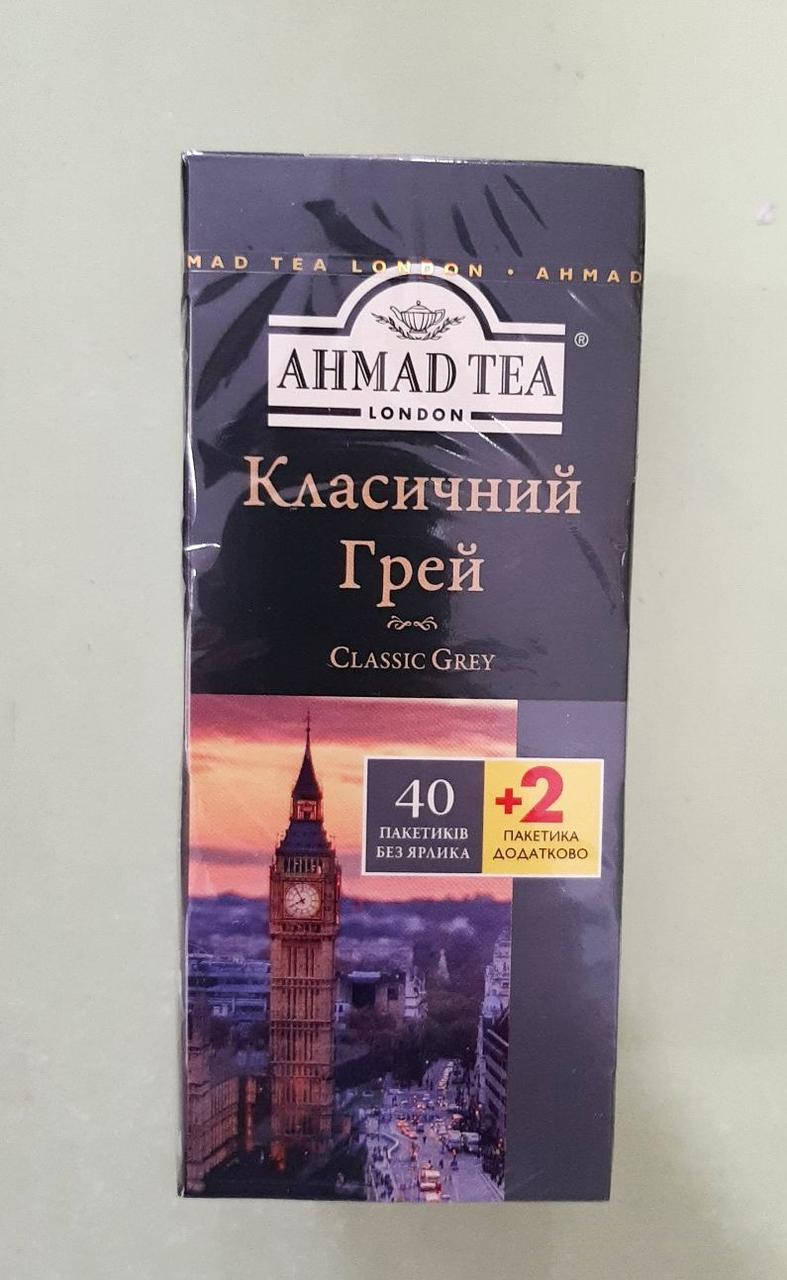 MAD TEA LONDON • AHMAD
AHMAD TEA ®
LONDON
Класичний
Грей
CLASSIC GREY
40
ПАКЕТИКІВ
БЕЗ ЯРЛИКА
+2
ПАКЕТИКА
ДОДАТКОВО